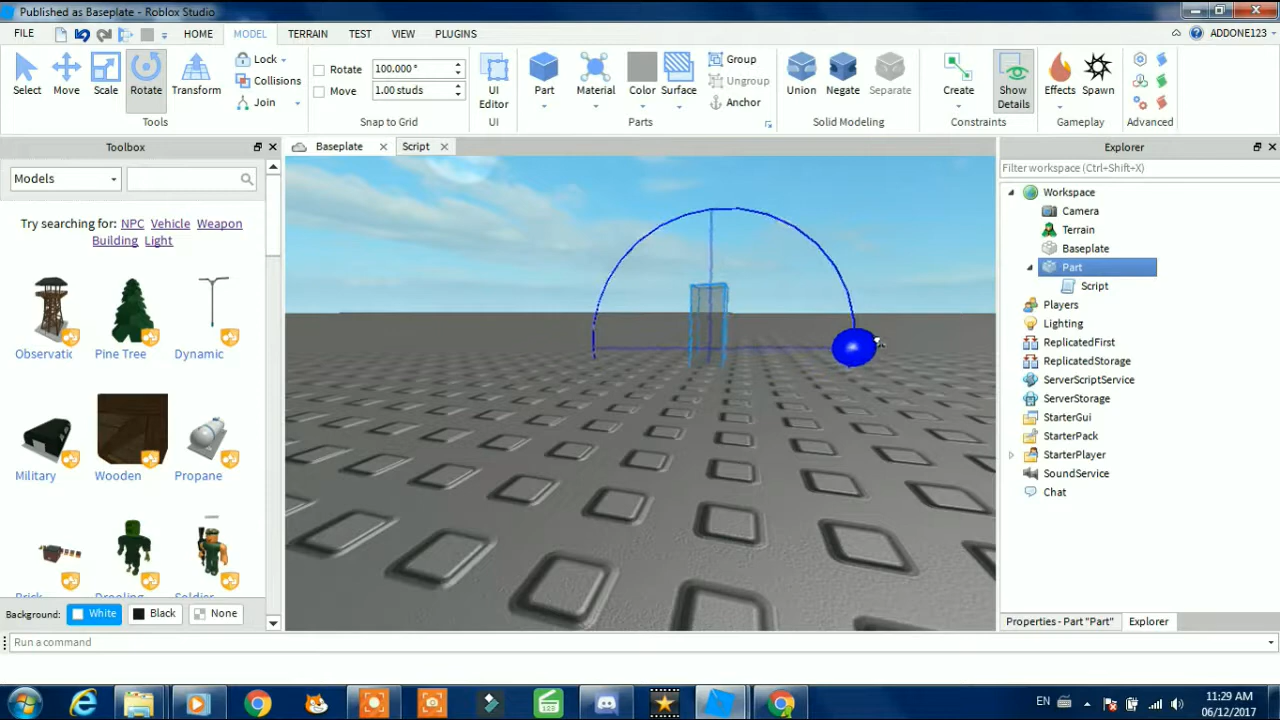 Published as Baseplate - Roblox Studio
FILE HOME MODEL TERRAIN TEST VIEW PLUGINS ADDONE123
Select Move Scale Rotate Transform
Lock
Collisions
Join
Tools
Rotate 100.000 °
Move 1.00 studs
Snap to Grid
UI Editor
UI
Part Material Color Surface
Group
Ungroup
Anchor
Parts
Union Negate Separate
Solid Modeling
Create Show Details
Constraints
Effects Spawn
Gameplay
Advanced
Toolbox
Models
Try searching for: NPC Vehicle Weapon
Building Light
Observatic Pine Tree Dynamic
Military Wooden Propane
Brick Drooling Soldier
Background: White Black None
Baseplate Script
Explorer
Filter workspace (Ctrl+Shift+X)
Workspace
Camera
Terrain
Baseplate
Part
Script
Players
Lighting
ReplicatedFirst
ReplicatedStorage
ServerScriptService
ServerStorage
StarterGui
StarterPack
StarterPlayer
SoundService
Chat
Properties - Part "Part" Explorer
Run a command
123
EN
11:29 AM
06/12/2017